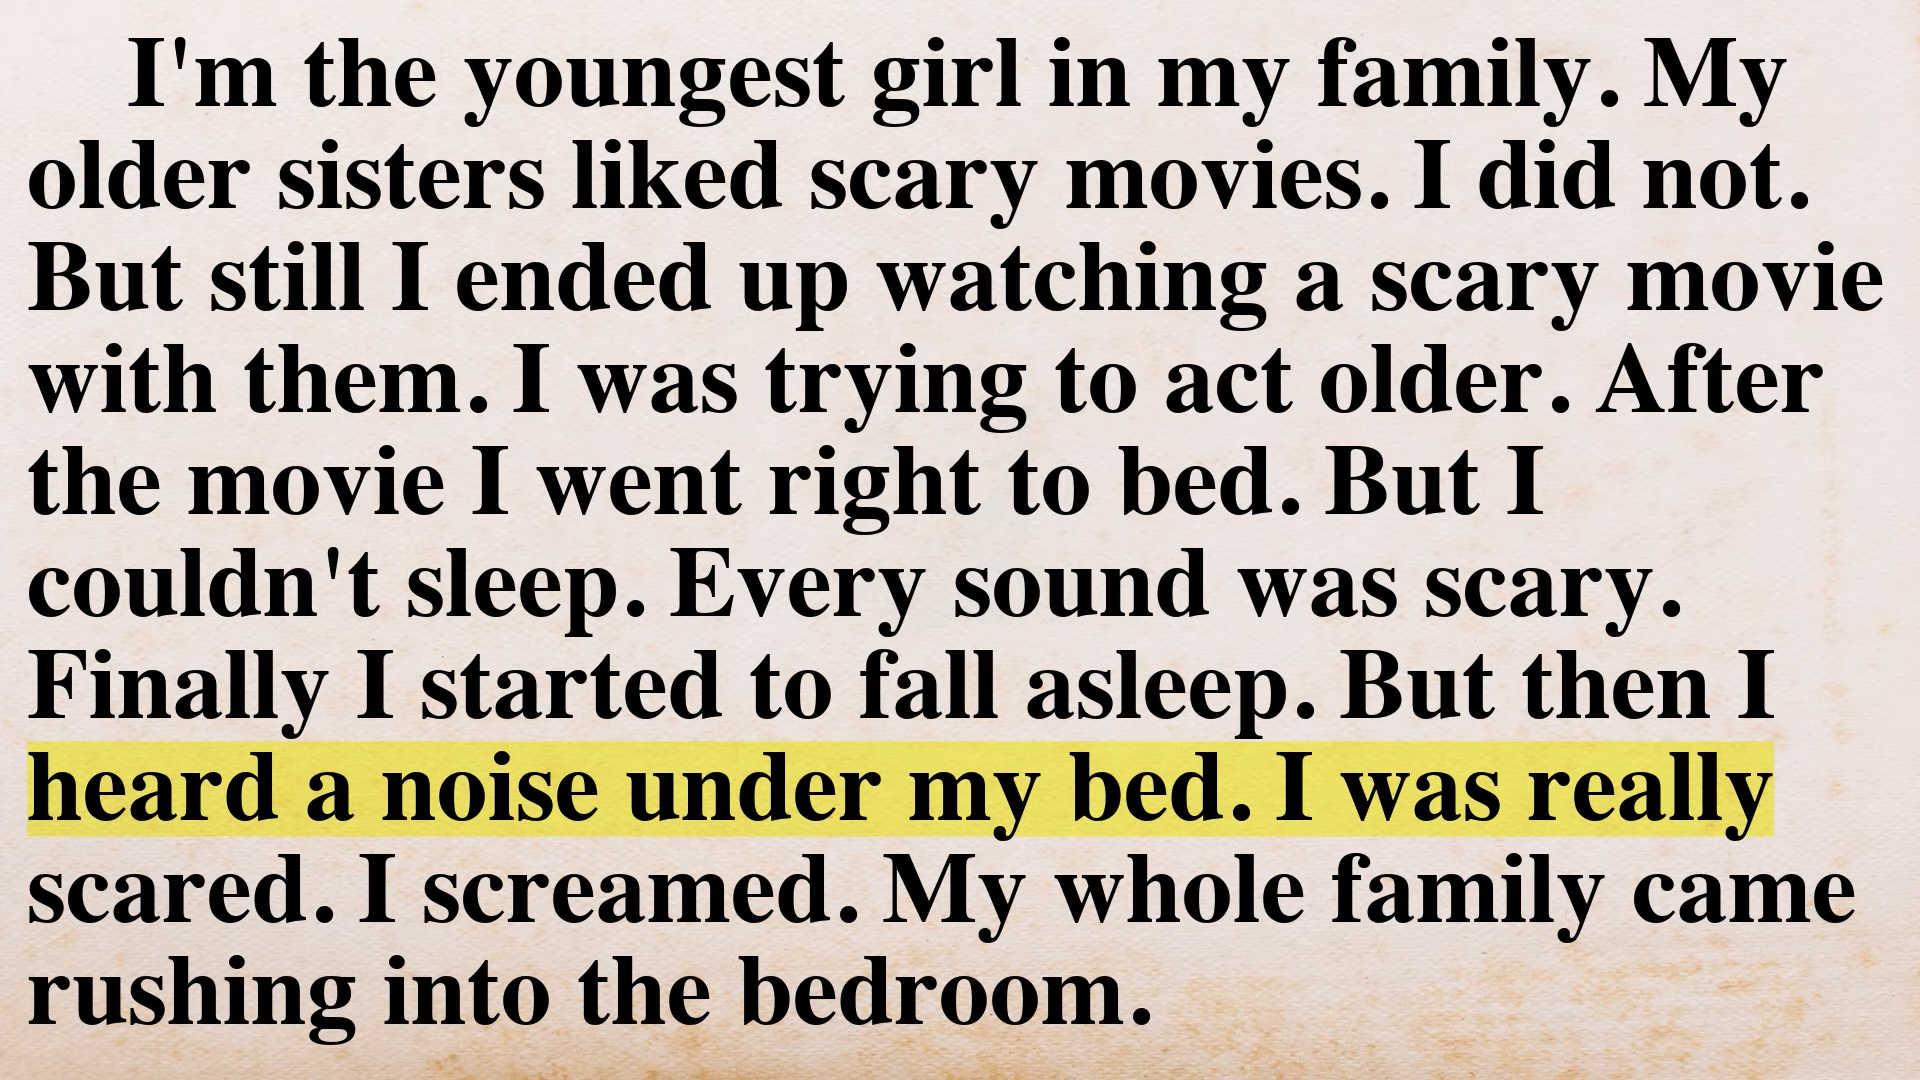 I'm the youngest girl in my family. My
older sisters liked scary movies. I did not.
But still I ended up watching a scary movie
with them. I was trying to act older. After
the movie I went right to bed. But I
couldn't sleep. Every sound was scary.
Finally I started to fall asleep. But then I
heard a noise under my bed. I was really
scared. I screamed. My whole family came
rushing into the bedroom.